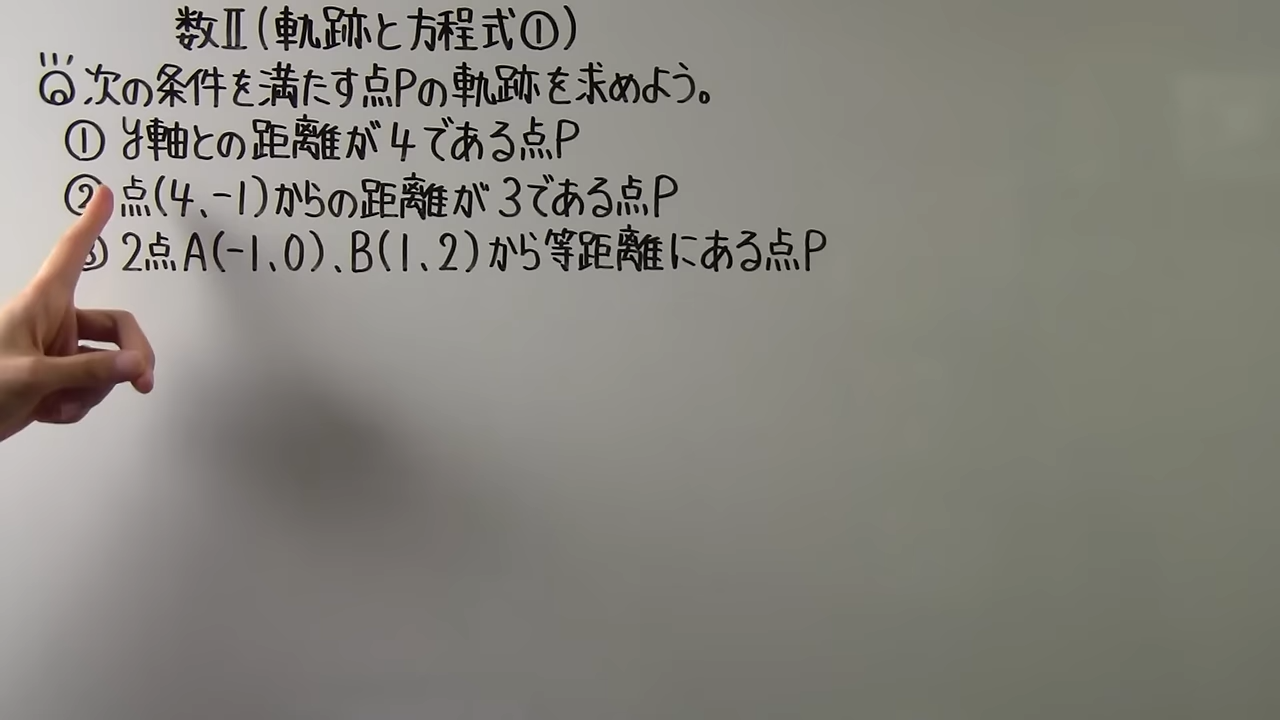 数Ⅱ(軌跡と方程式①)
Q 次の条件を満たす点Pの軌跡を求めよう。
① y軸との距離が4である点P
② 点(4、-1)からの距離が3である点P
③ 2点A(-1、0)、B(1、2)から等距離にある点P